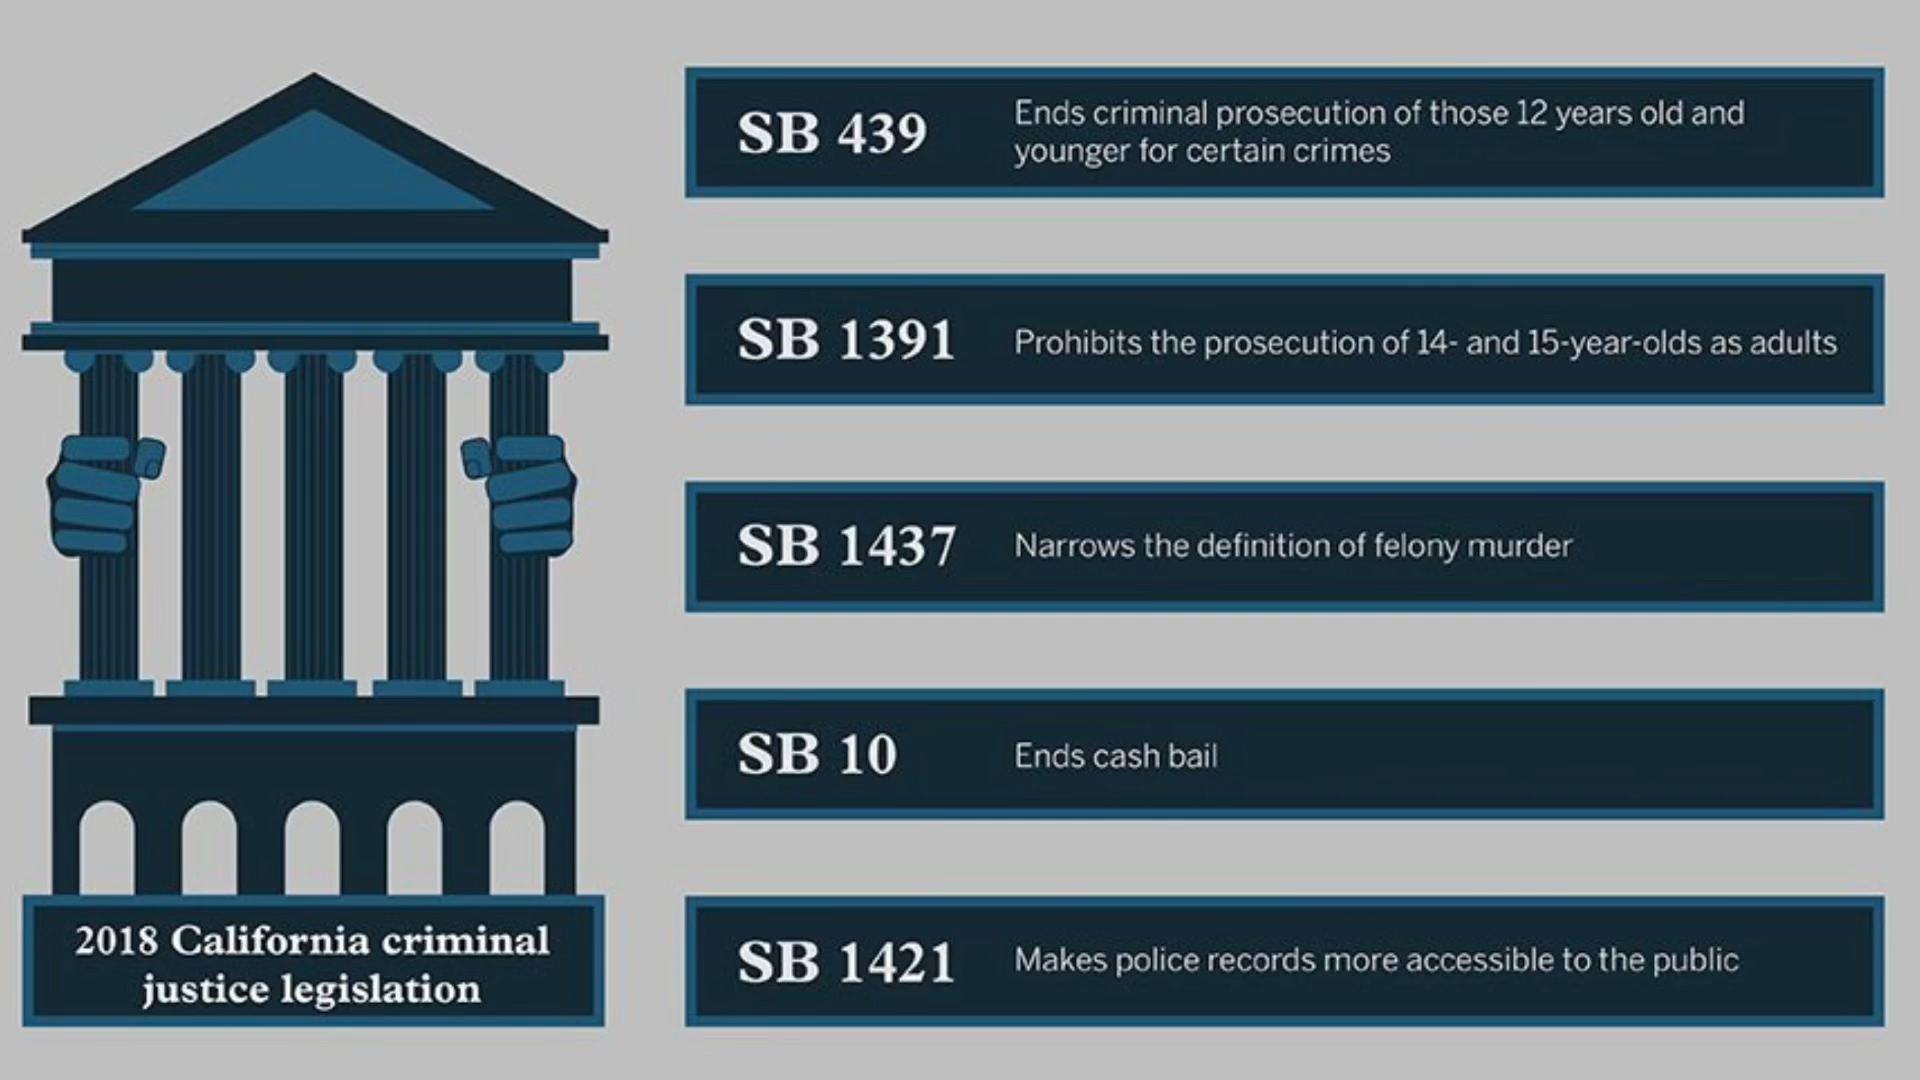 SB 439
Ends criminal prosecution of those 12 years old and
younger for certain crimes
SB 1391
Prohibits the prosecution of 14- and 15-year-olds as adults
SB 1437
Narrows the definition of felony murder
SB 10
Ends cash bail
SB 1421
Makes police records more accessible to the public
2018 California criminal
justice legislation